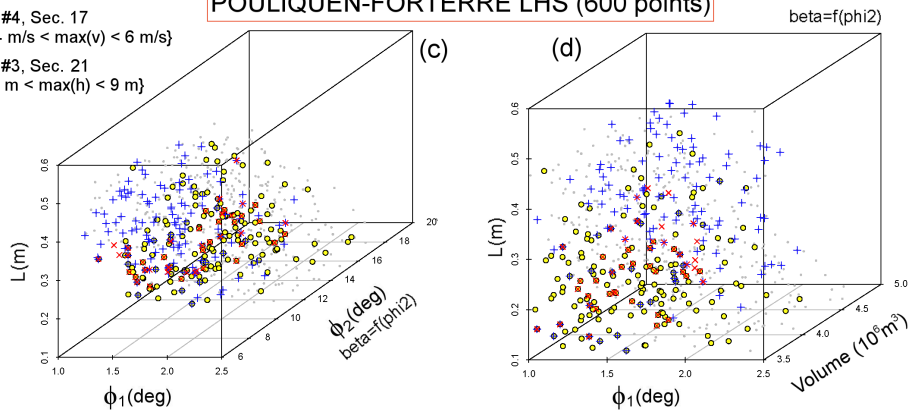 POULIQUEN-FORTERRE LHS (600 points)
#4, Sec. 17
m/s < max(v) < 6 m/s}
#3, Sec. 21
m < max(h) < 9 m}
(c)
L(m)
0.6
0.5
0.4
0.3
0.2
0.1
1.0 1.5 2.0 2.5
ϕ1(deg)
6 8 10 12 14 16 18 20
ϕ2(deg)
beta=f(phi2)
(d)
beta=f(phi2)
L(m)
0.6
0.5
0.4
0.3
0.2
0.1
1.0 1.5 2.0 2.5
ϕ1(deg)
3.5 4.0 4.5 5.0
Volume (10⁶m³)